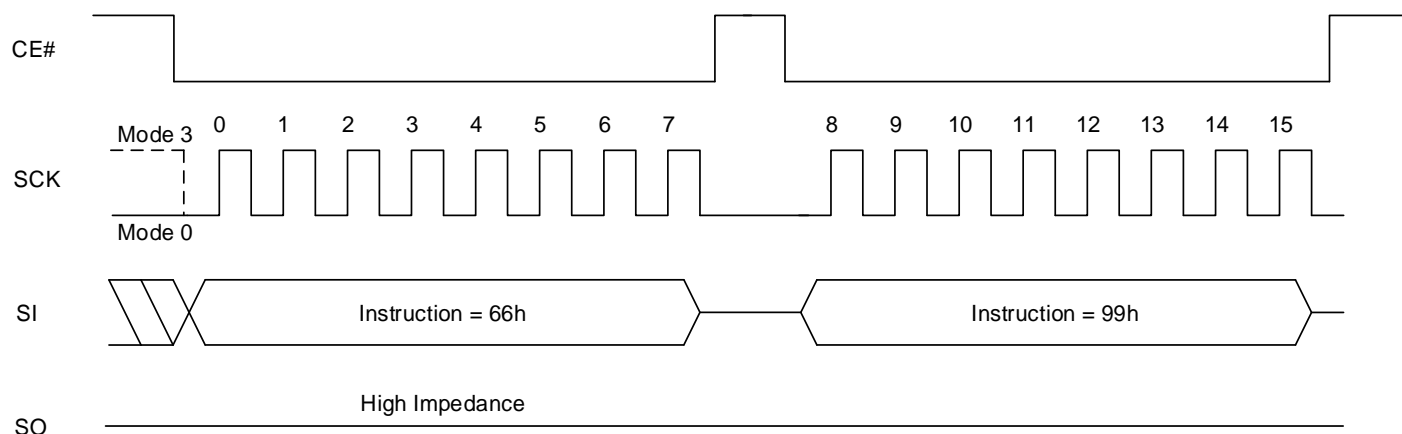 CE#
Mode 3 0 1 2 3 4 5 6 7 8 9 10 11 12 13 14 15
SCK
Mode 0
SI Instruction = 66h Instruction = 99h
High Impedance
SO